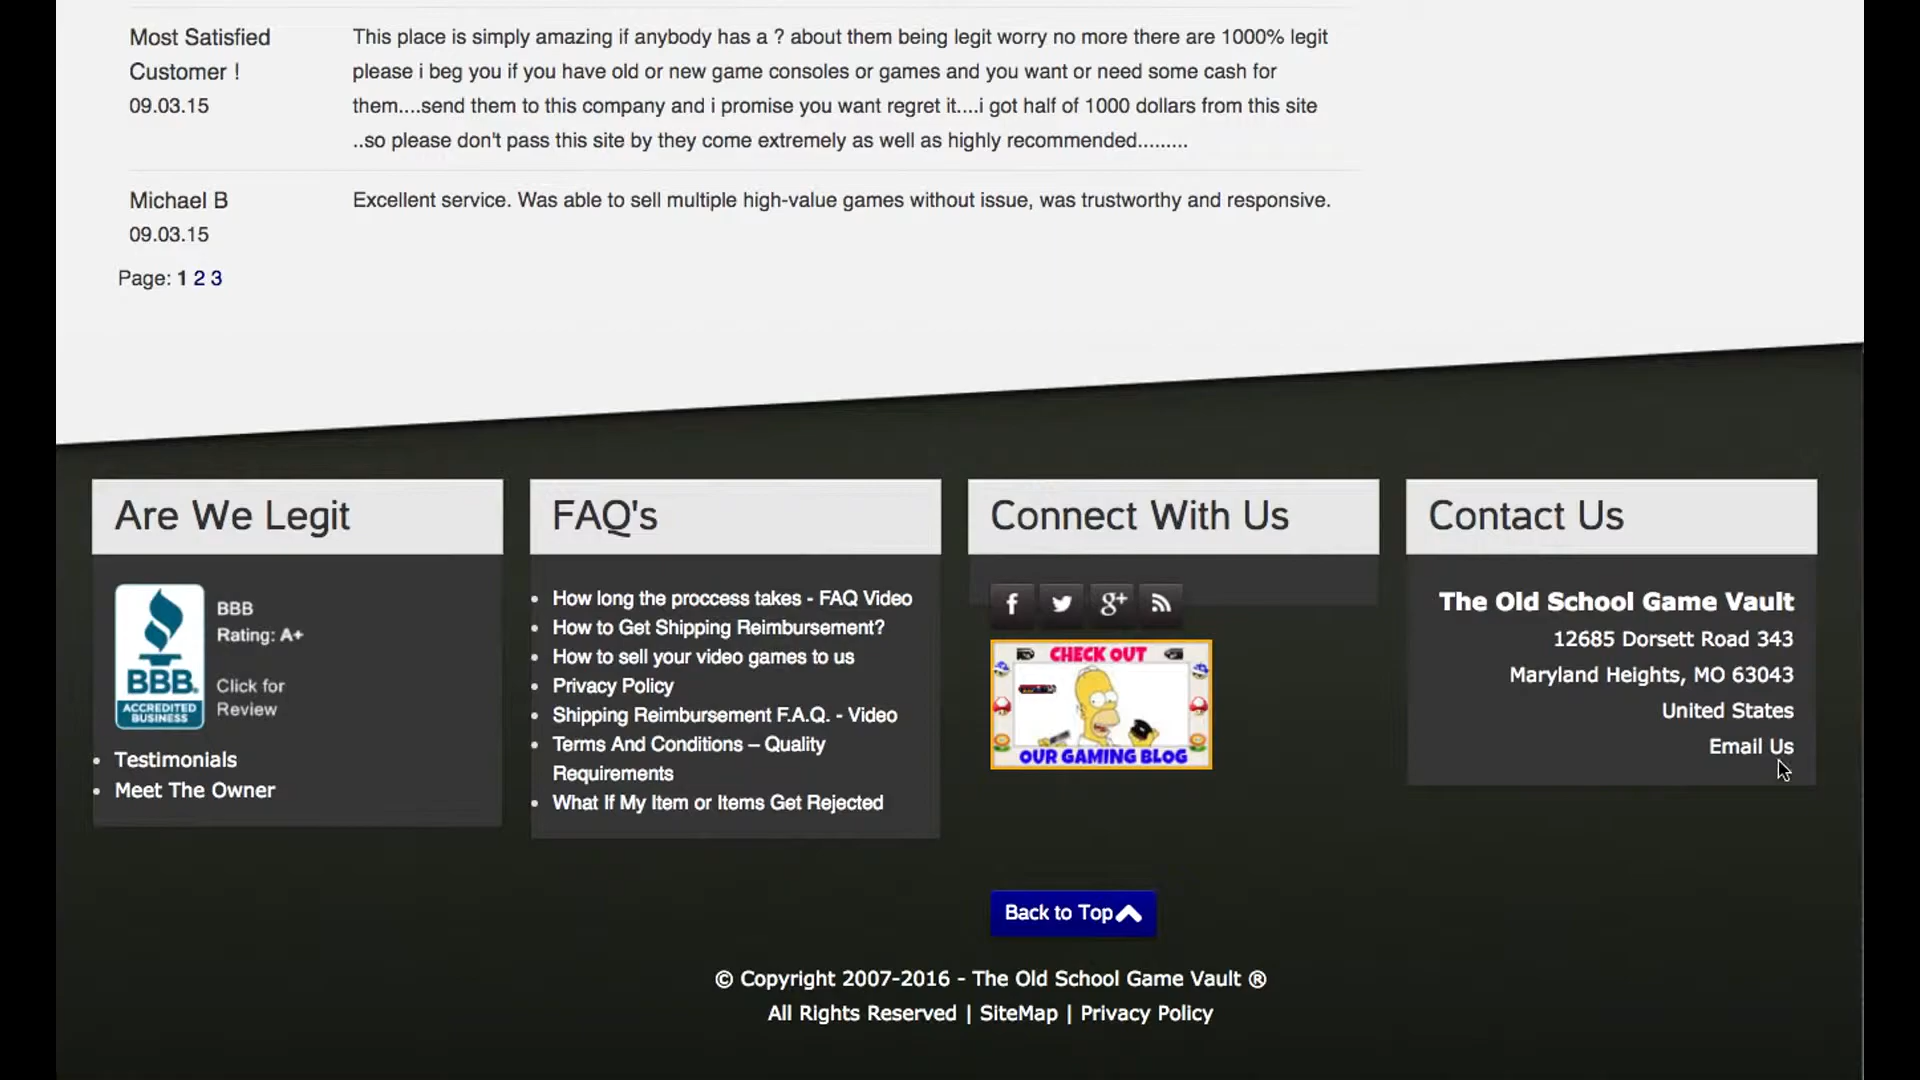 Most Satisfied
Customer !
09.03.15
This place is simply amazing if anybody has a ? about them being legit worry no more there are 1000% legit
please i beg you if you have old or new game consoles or games and you want or need some cash for
them....send them to this company and i promise you want regret it....i got half of 1000 dollars from this site
..so please don't pass this site by they come extremely as well as highly recommended.........
Michael B
09.03.15
Excellent service. Was able to sell multiple high-value games without issue, was trustworthy and responsive.
Page: 1 2 3
Are We Legit
BBB
Rating: A+
Click for
Review
BBB.
ACCREDITED
BUSINESS
Testimonials
Meet The Owner
FAQ's
How long the proccess takes - FAQ Video
How to Get Shipping Reimbursement?
How to sell your video games to us
Privacy Policy
Shipping Reimbursement F.A.Q. - Video
Terms And Conditions – Quality
Requirements
What If My Item or Items Get Rejected
Connect With Us
f
g+
CHECK OUT
OUR GAMING BLOG
Back to Top
Contact Us
The Old School Game Vault
12685 Dorsett Road 343
Maryland Heights, MO 63043
United States
Email Us
© Copyright 2007-2016 - The Old School Game Vault ®
All Rights Reserved | SiteMap | Privacy Policy